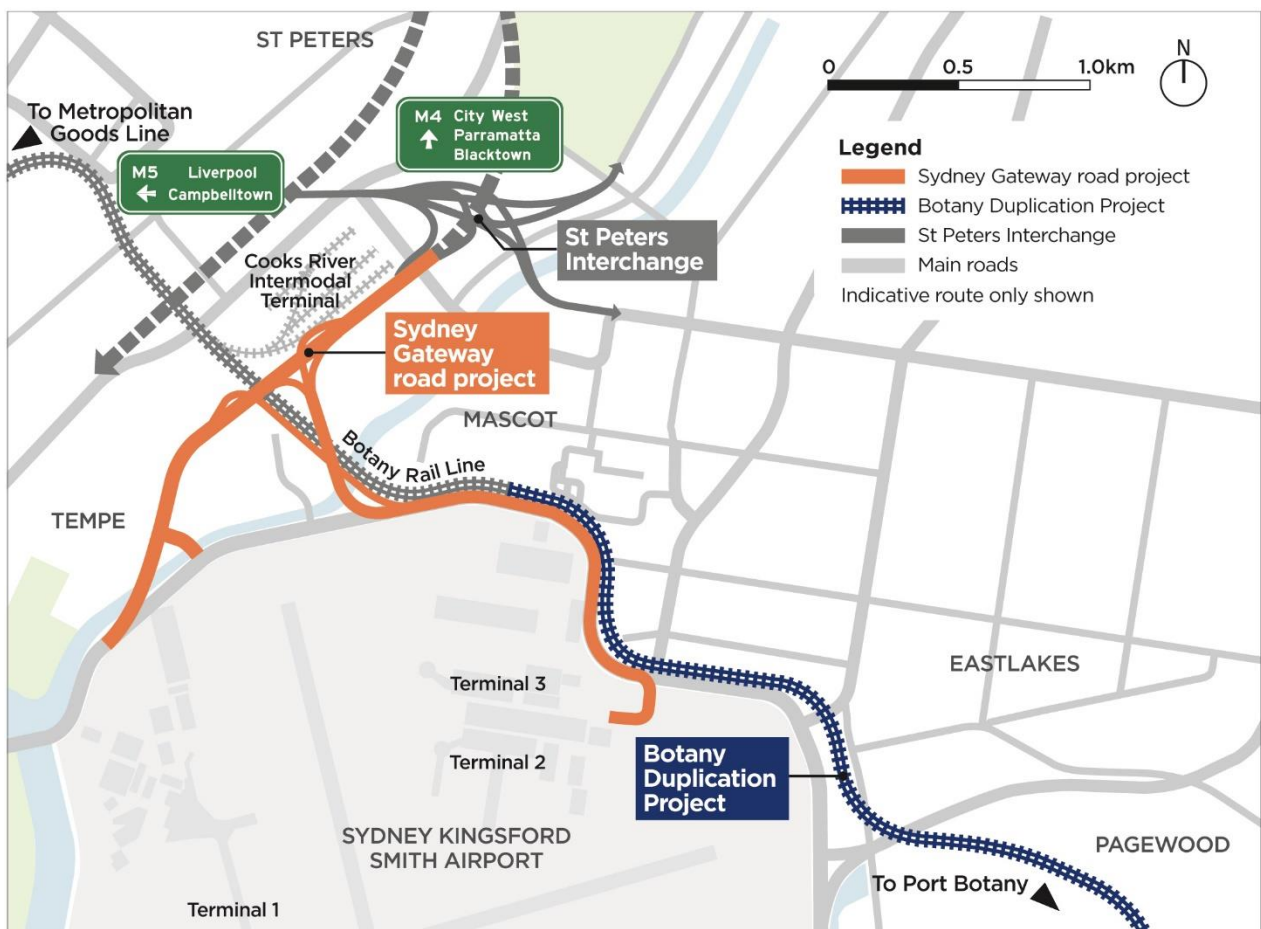 ST PETERS
To Metropolitan
Goods Line
M5 Liverpool
Campbelltown
M4 City West
Parramatta
Blacktown
0 0.5 1.0km
N
Legend
Sydney Gateway road project
Botany Duplication Project
St Peters Interchange
Main roads
Indicative route only shown
St Peters
Interchange
Cooks River
Intermodal
Terminal
Sydney
Gateway
road project
MASCOT
Botany Rail Line
TEMPE
EASTLAKES
Terminal 3
Terminal 2
Botany
Duplication
Project
SYDNEY KINGSFORD
SMITH AIRPORT
PAGEWOOD
To Port Botany
Terminal 1